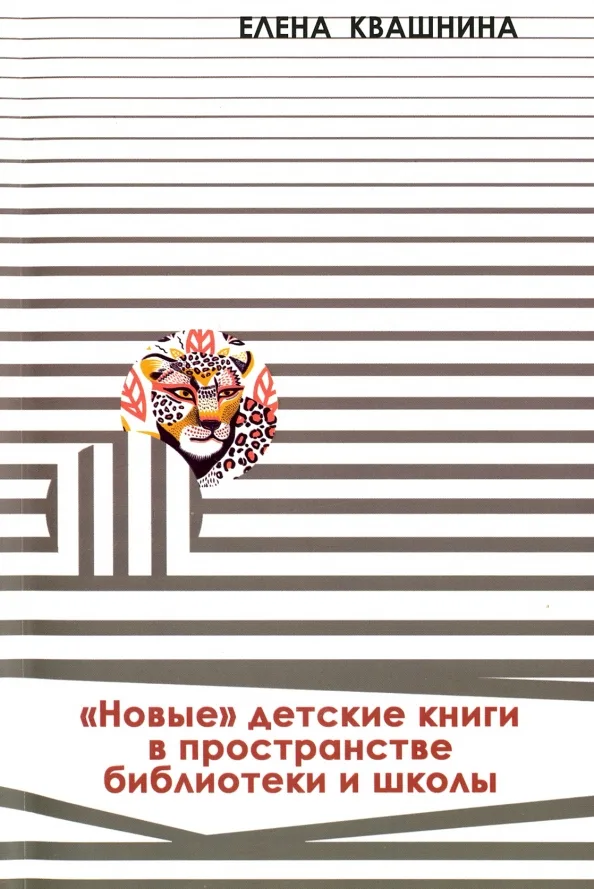 ЕЛЕНА КВАШНИНА
«Новые» детские книги
в пространстве
библиотеки и школы